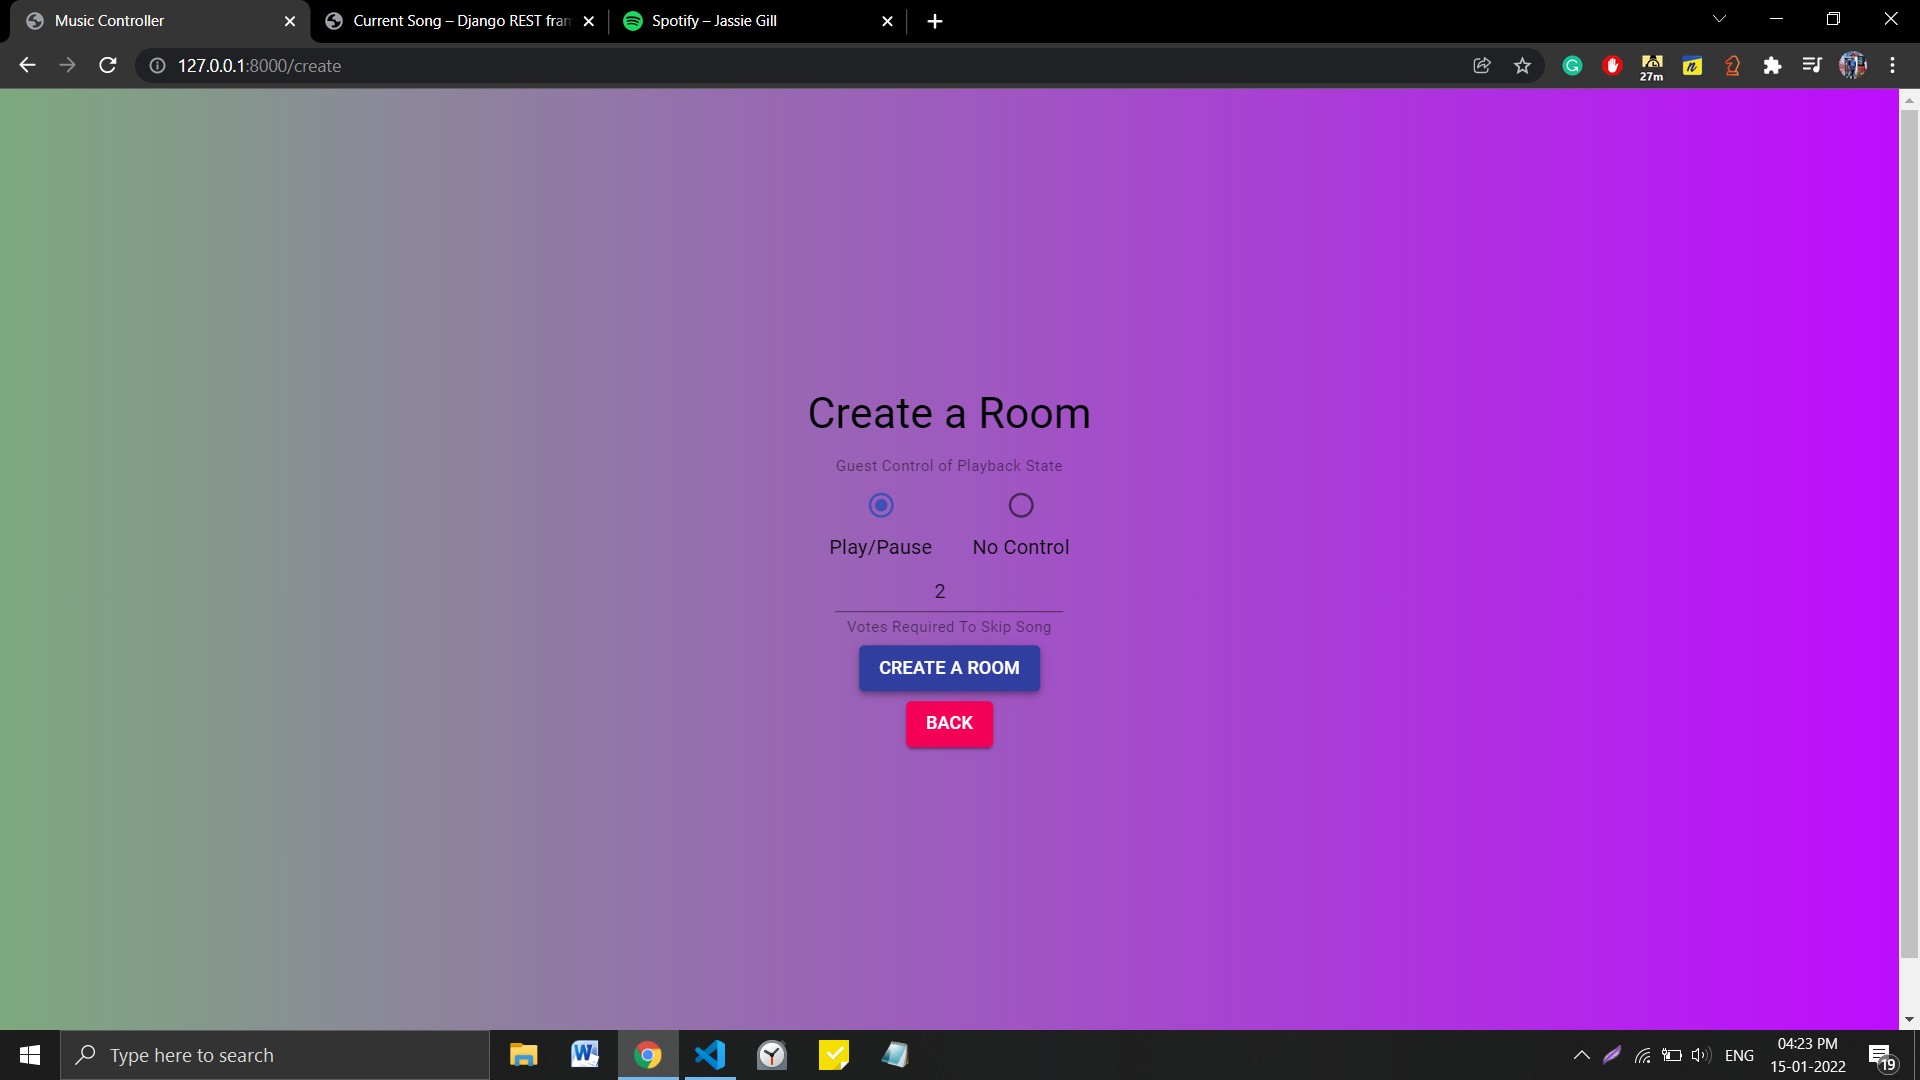 Music Controller
Current Song – Django REST fram
Spotify – Jassie Gill
127.0.0.1:8000/create
27m
Create a Room
Guest Control of Playback State
Play/Pause No Control
2
Votes Required To Skip Song
CREATE A ROOM
BACK
Type here to search
ENG
04:23 PM
15-01-2022
19